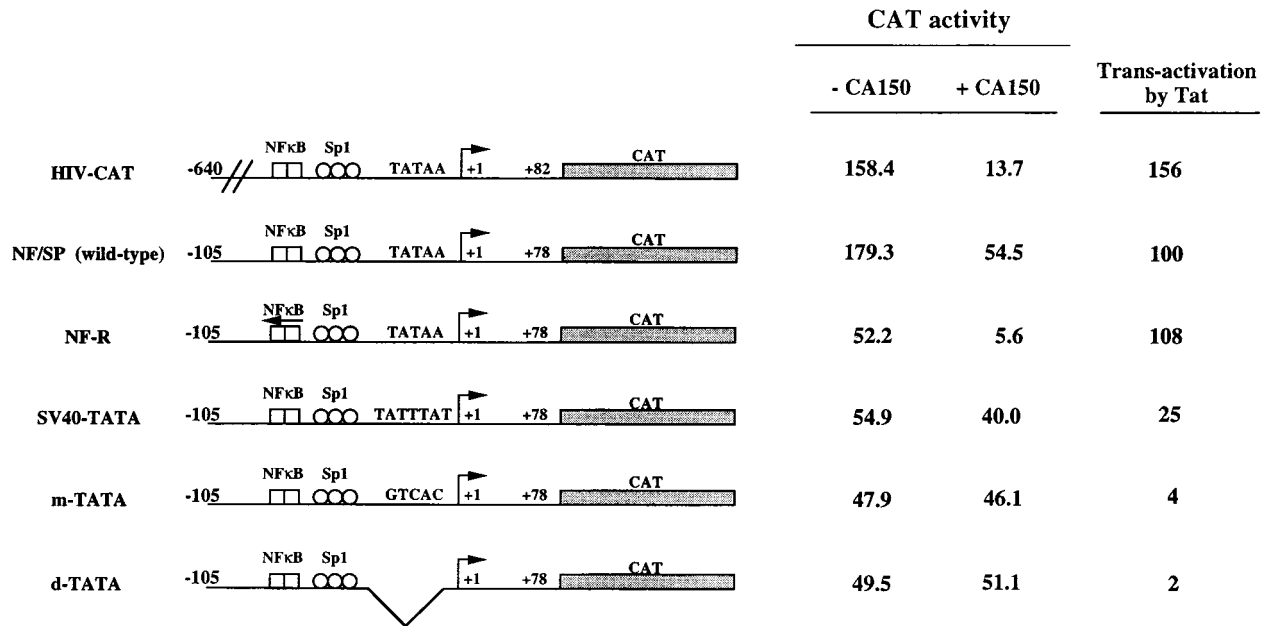 CAT activity
- CA150 + CA150 Trans-activation by Tat
HIV-CAT -640 NFκB Sp1 TATAA +1 +82 CAT 158.4 13.7 156
NF/SP (wild-type) -105 NFκB Sp1 TATAA +1 +78 CAT 179.3 54.5 100
NF-R -105 NFκB Sp1 TATAA +1 +78 CAT 52.2 5.6 108
SV40-TATA -105 NFκB Sp1 TATTTAT +1 +78 CAT 54.9 40.0 25
m-TATA -105 NFκB Sp1 GTCAC +1 +78 CAT 47.9 46.1 4
d-TATA -105 NFκB Sp1 +1 +78 CAT 49.5 51.1 2